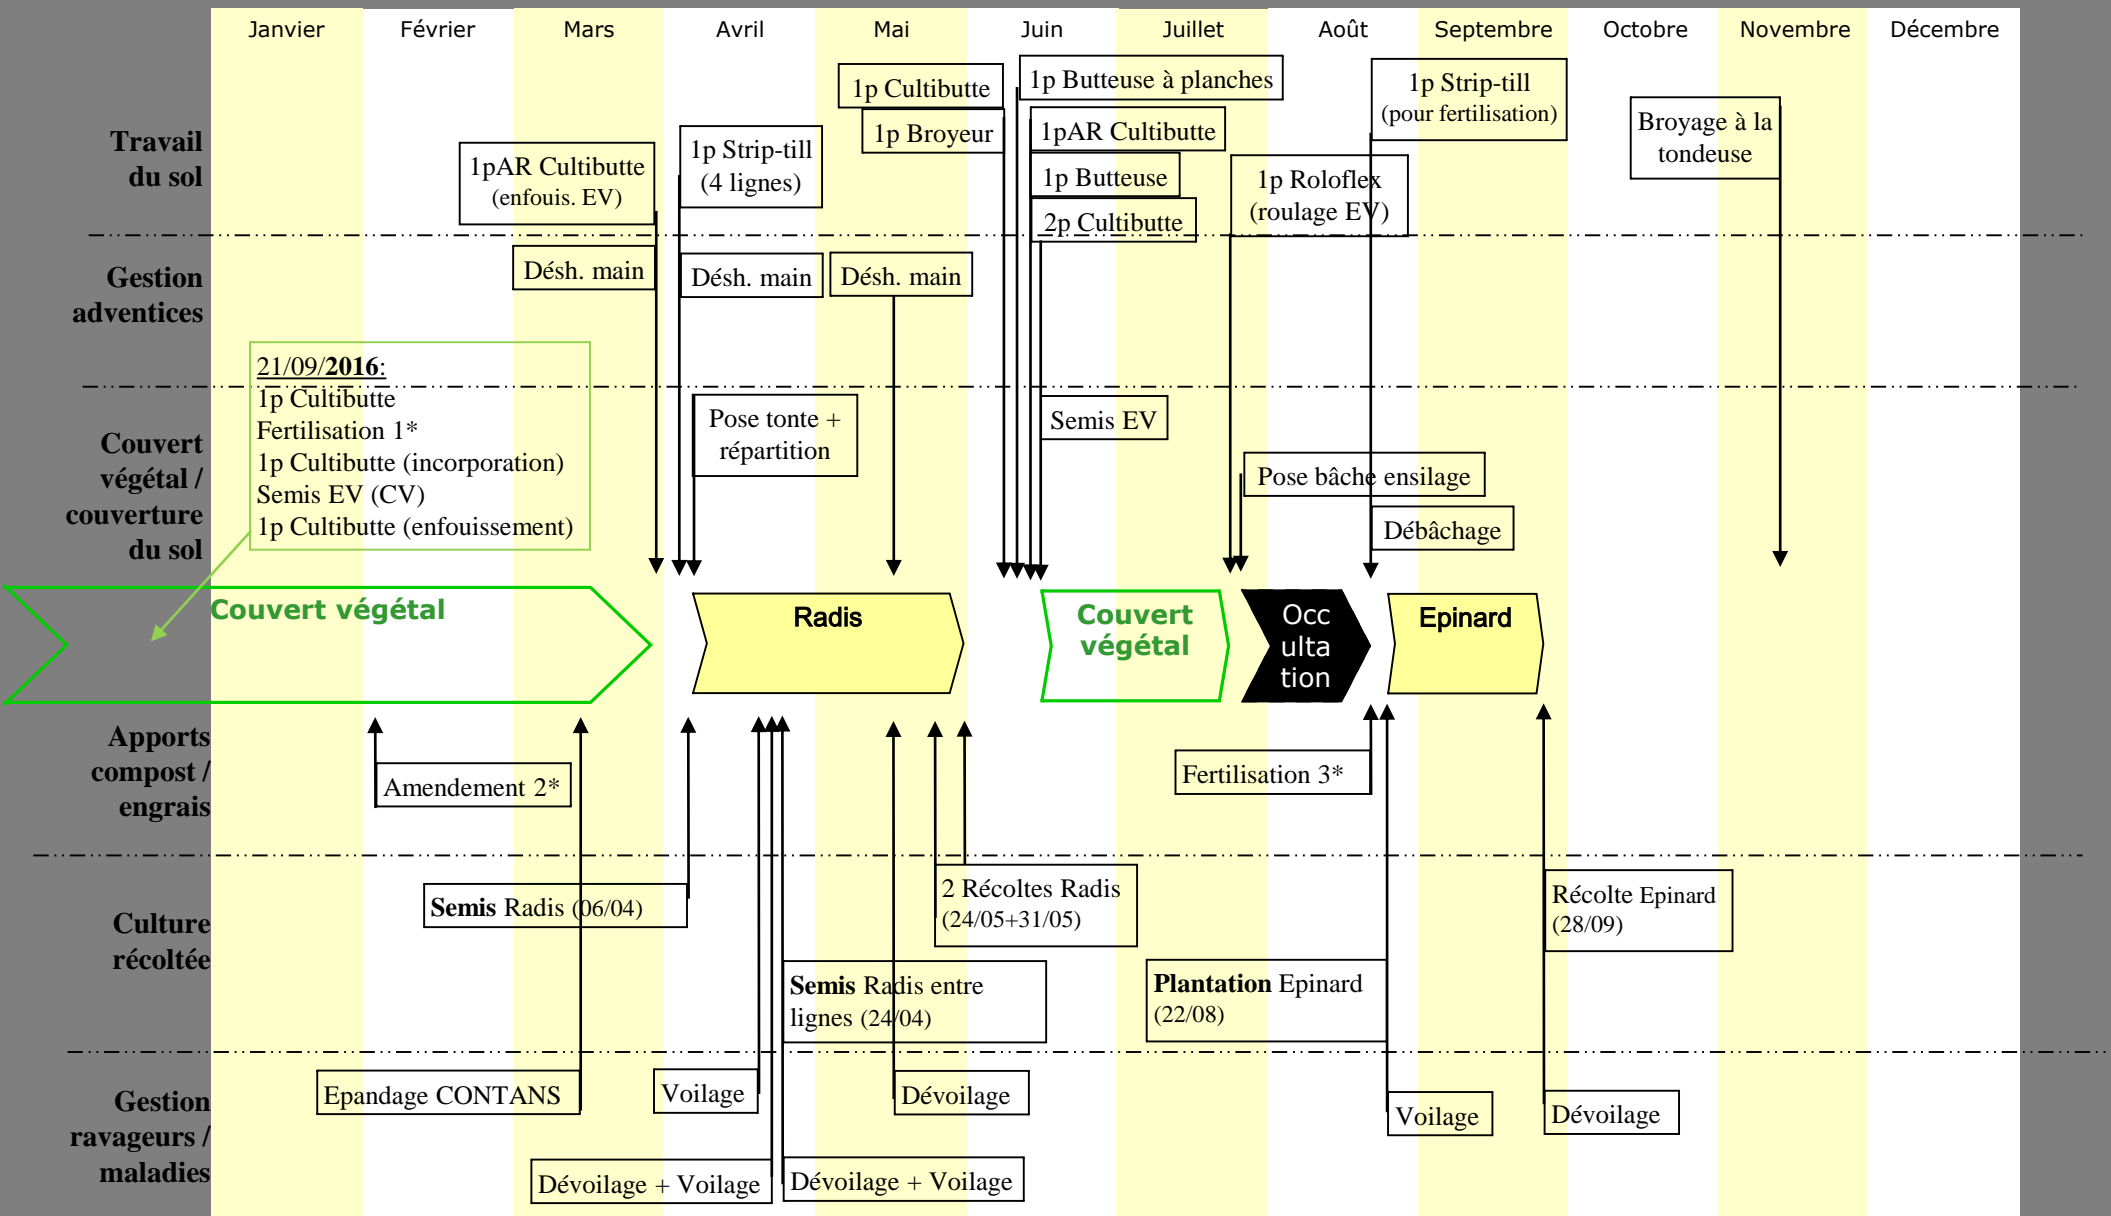 Janvier Février Mars Avril Mai Juin Juillet Août Septembre Octobre Novembre Décembre
Travail
du sol
1pAR Cultibutte
(enfouis. EV)
1p Strip-till
(4 lignes)
1p Cultibutte
1p Broyeur
1p Butteuse à planches
1pAR Cultibutte
1p Butteuse
2p Cultibutte
1p Roloflex
(roulage EV)
1p Strip-till
(pour fertilisation)
Broyage à la
tondeuse
Gestion
adventices
Désh. main
Désh. main
Désh. main
Couvert
végétal /
couverture
du sol
21/09/2016:
1p Cultibutte
Fertilisation 1*
1p Cultibutte (incorporation)
Semis EV (CV)
1p Cultibutte (enfouissement)
Pose tonte +
répartition
Semis EV
Pose bâche ensilage
Débâchage
Couvert végétal
Radis
Couvert
végétal
Occ
ulta
tion
Epinard
Apports
compost /
engrais
Amendement 2*
Fertilisation 3*
Culture
récoltée
Semis Radis (06/04)
2 Récoltes Radis
(24/05+31/05)
Semis Radis entre
lignes (24/04)
Plantation Epinard
(22/08)
Récolte Epinard
(28/09)
Gestion
ravageurs /
maladies
Epandage CONTANS
Voilage
Dévoilage
Voilage
Dévoilage
Dévoilage + Voilage
Dévoilage + Voilage